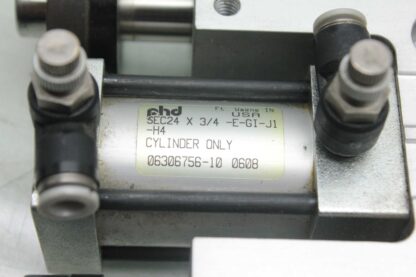 phd Ft. Wayne IN
USA
SEC24 X 3/4 -E-GI-J1
-H4
CYLINDER ONLY
06306756-10 0608